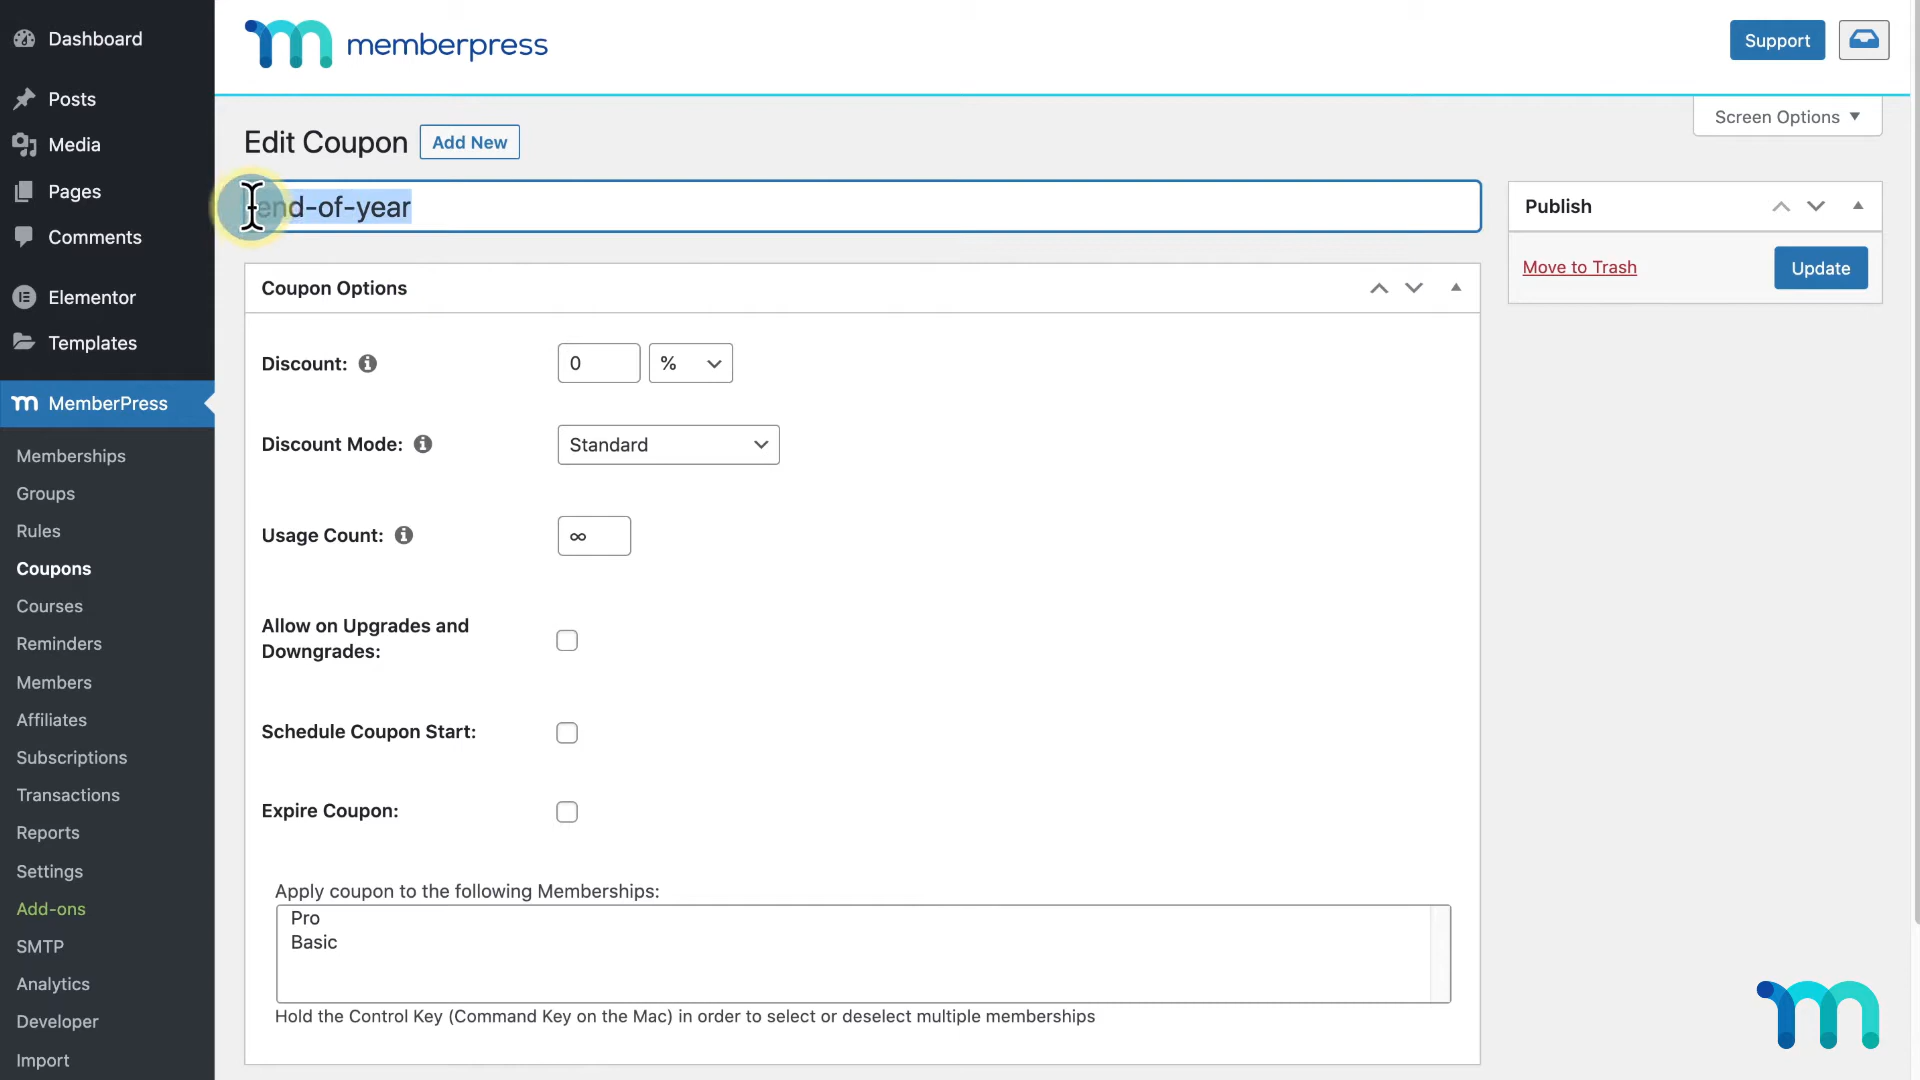 Dashboard
Posts
Media
Pages
Comments
Elementor
Templates
MemberPress
Memberships
Groups
Rules
Coupons
Courses
Reminders
Members
Affiliates
Subscriptions
Transactions
Reports
Settings
Add-ons
SMTP
Analytics
Developer
Import
memberpress
Support
Screen Options
Edit Coupon
Add New
end-of-year
Publish
Move to Trash
Update
Coupon Options
Discount:
0
%
Discount Mode:
Standard
Usage Count:
∞
Allow on Upgrades and
Downgrades:
Schedule Coupon Start:
Expire Coupon:
Apply coupon to the following Memberships:
Pro
Basic
Hold the Control Key (Command Key on the Mac) in order to select or deselect multiple memberships